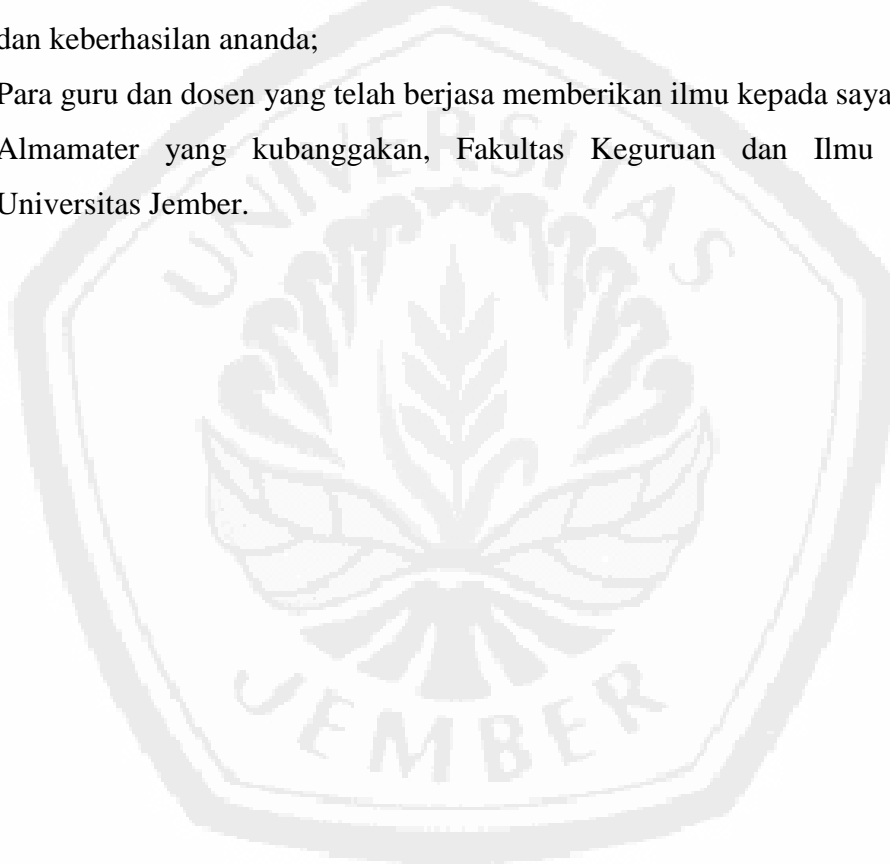 dan keberhasilan ananda;
Para guru dan dosen yang telah berjasa memberikan ilmu kepada saya
Almamater yang kubanggakan, Fakultas Keguruan dan Ilmu
Universitas Jember.
UNIVERSITAS
JEMBER